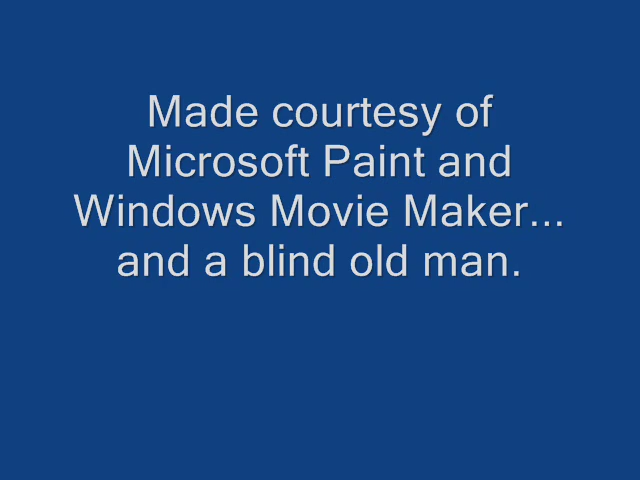 Made courtesy of
Microsoft Paint and
Windows Movie Maker...
and a blind old man.